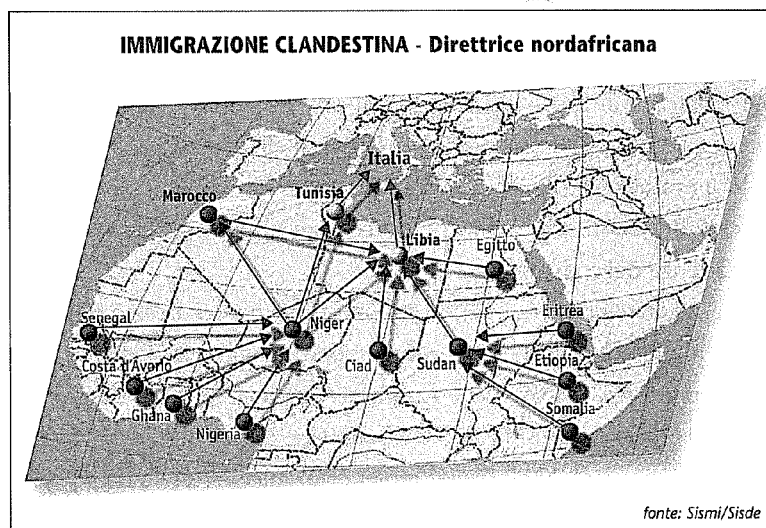 IMMIGRAZIONE CLANDESTINA - Direttrice nordafricana
Italia
Marocco
Tunisia
Libia
Egitto
Senegal
Niger
Eritrea
Costa d'Avorio
Ciad
Sudan
Etiopia
Ghana
Somalia
Nigeria
fonte: Sismi/Sisde